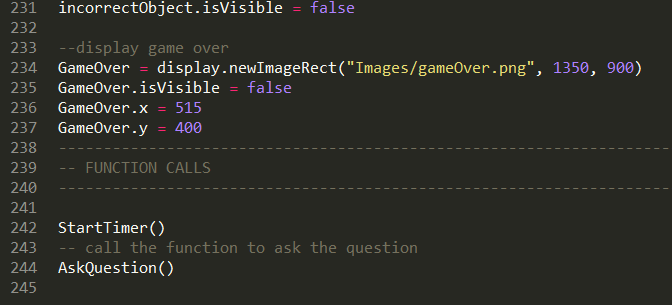 231 incorrectObject.isVisible = false
232
233 --display game over
234 GameOver = display.newImageRect("Images/gameOver.png", 1350, 900)
235 GameOver.isVisible = false
236 GameOver.x = 515
237 GameOver.y = 400
238 --------------------------------------------------------------------------
239 -- FUNCTION CALLS
240 --------------------------------------------------------------------------
241
242 StartTimer()
243 -- call the function to ask the question
244 AskQuestion()
245